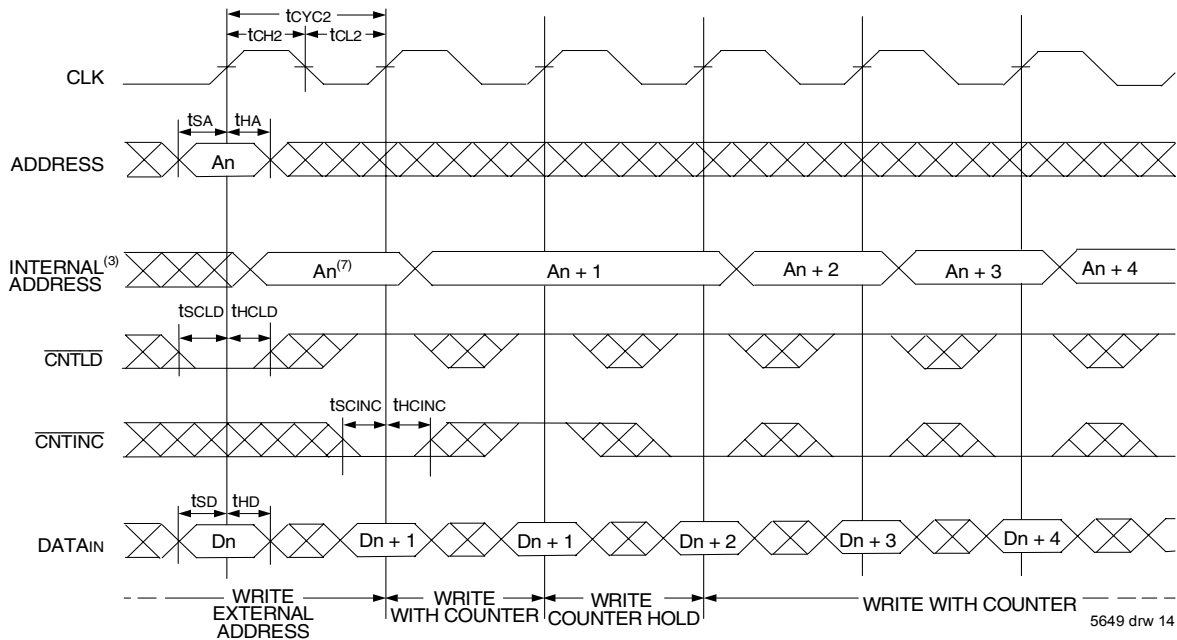 tCYC2
tCH2 tCL2
CLK
tSA tHA
ADDRESS An
INTERNAL(3) ADDRESS An(7) An + 1 An + 2 An + 3 An + 4
tSCLD tHCLD
CNTLD
tSCINC tHCINC
CNTINC
tSD tHD
DATAIN Dn Dn + 1 Dn + 1 Dn + 2 Dn + 3 Dn + 4
WRITE EXTERNAL ADDRESS
WRITE WITH COUNTER
WRITE COUNTER HOLD
WRITE WITH COUNTER
5649 drw 14